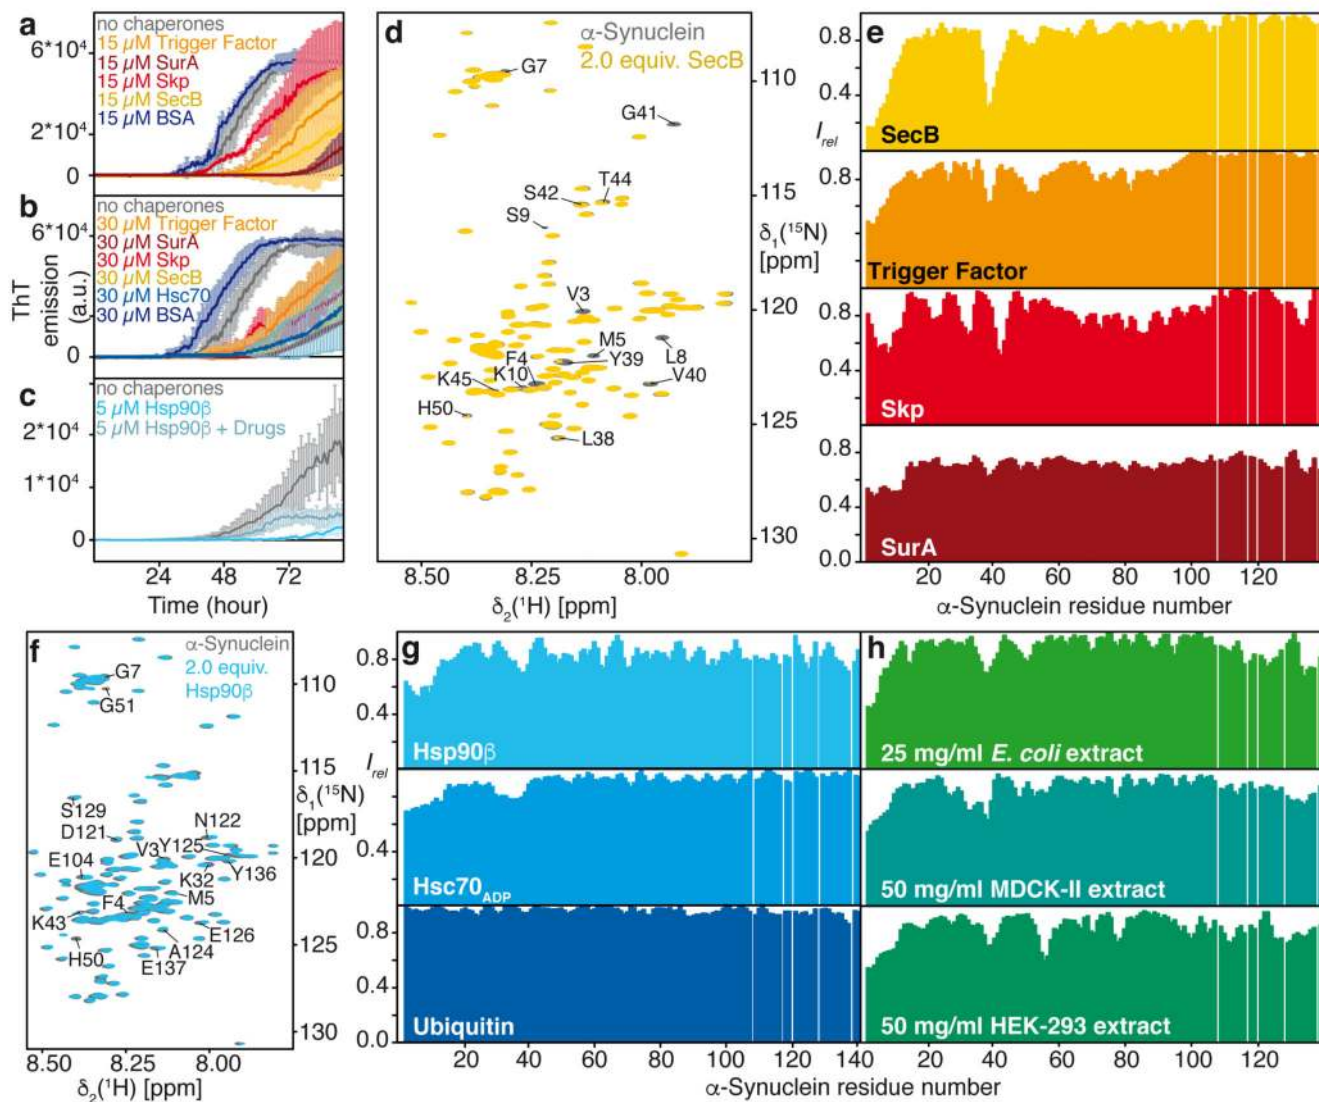 a
no chaperones
15 µM Trigger Factor
15 µM SurA
15 µM Skp
15 µM SecB
15 µM BSA
6*10⁴
2*10⁴
0
b
no chaperones
30 µM Trigger Factor
30 µM SurA
30 µM Skp
30 µM SecB
30 µM Hsc70
30 µM BSA
6*10⁴
2*10⁴
0
ThT
emission
(a.u.)
c
no chaperones
5 µM Hsp90β
5 µM Hsp90β + Drugs
2*10⁴
1*10⁴
0
24 48 72
Time (hour)
d
α-Synuclein
2.0 equiv. SecB
G7
G41
S42
T44
S9
V3
M5
Y39
L8
V40
F4
K10
K45
H50
L38
110
115
120
125
130
δ₁(¹⁵N)
[ppm]
8.50 8.25 8.00
δ₂(¹H) [ppm]
e
Iᵣₑₗ
0.8
0.4
SecB
0.8
Trigger Factor
0.8
0.4
Skp
0.8
0.4
0.0
SurA
20 40 60 80 100 120
α-Synuclein residue number
f
α-Synuclein
2.0 equiv.
Hsp90β
G7
G51
S129
D121
N122
V3
Y125
E104
Y136
K32
F4
M5
K43
E126
A124
H50
E137
110
115
120
125
130
δ₁(¹⁵N)
[ppm]
8.50 8.25 8.00
δ₂(¹H) [ppm]
g
Iᵣₑₗ
0.8
0.4
Hsp90β
0.4
Hsc70ADP
0.8
0.4
0.0
Ubiquitin
20 40 60 80 100 120 140
h
25 mg/ml E. coli extract
50 mg/ml MDCK-II extract
50 mg/ml HEK-293 extract
20 40 60 80 100 120
α-Synuclein residue number